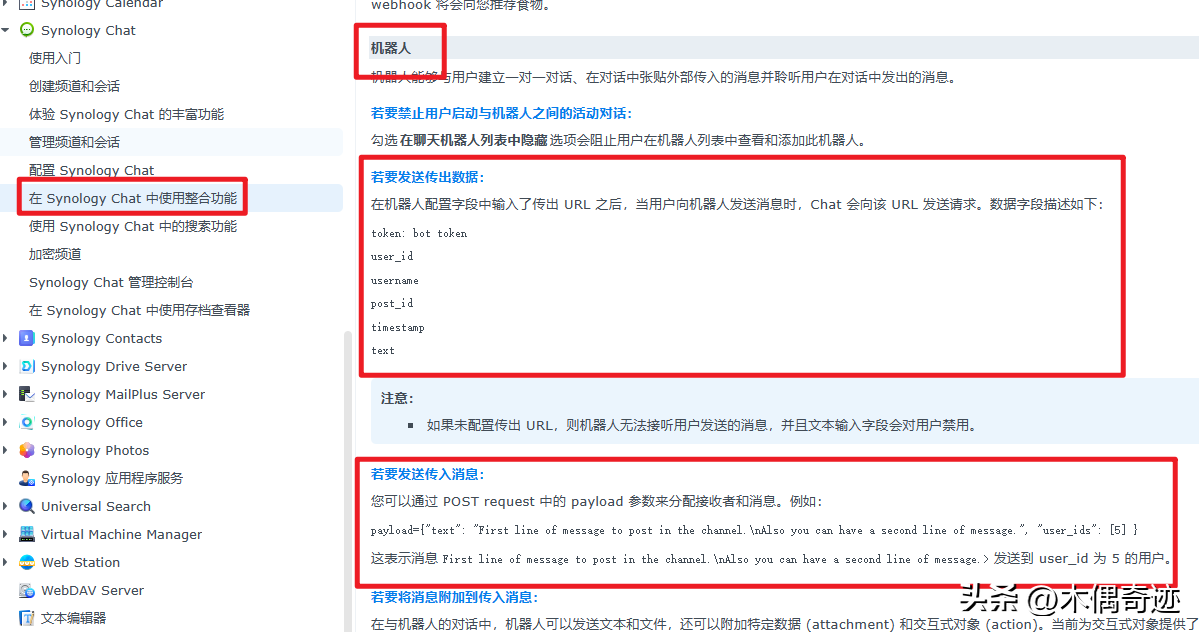 Synology Calendar
Synology Chat
使用入门
创建频道和会话
体验 Synology Chat 的丰富功能
管理频道和会话
配置 Synology Chat
在 Synology Chat 中使用整合功能
使用 Synology Chat 中的搜索功能
加密频道
Synology Chat 管理控制台
在 Synology Chat 中使用存档查看器
Synology Contacts
Synology Drive Server
Synology MailPlus Server
Synology Office
Synology Photos
Synology 应用程序服务
Universal Search
Virtual Machine Manager
Web Station
WebDAV Server
文本编辑器
webhook 将会向您推荐食物。
机器人
机器人能够与用户建立一对一对话、在对话中张贴外部传入的消息并聆听用户在对话中发出的消息。
若要禁止用户启动与机器人之间的活动对话：
勾选在聊天机器人列表中隐藏选项会阻止用户在机器人列表中查看和添加此机器人。
若要发送传出数据：
在机器人配置字段中输入了传出 URL 之后，当用户向机器人发送消息时，Chat 会向该 URL 发送请求。数据字段描述如下：
token: bot token
user_id
username
post_id
timestamp
text
注意：
■ 如果未配置传出 URL，则机器人无法接听用户发送的消息，并且文本输入字段会对用户禁用。
若要发送传入消息：
您可以通过 POST request 中的 payload 参数来分配接收者和消息。例如：
payload={"text": "First line of message to post in the channel.\nAlso you can have a second line of message.", "user_ids": [5] }
这表示消息 First line of message to post in the channel.\nAlso you can have a second line of message.> 发送到 user_id 为 5 的用户。
若要将消息附加到传入消息：
在与机器人的对话中，机器人可以发送文本和文件，还可以附加特定数据 (attachment) 和交互式对象 (action)。当前为交互式对象提供了
头条 @木偶奇迹